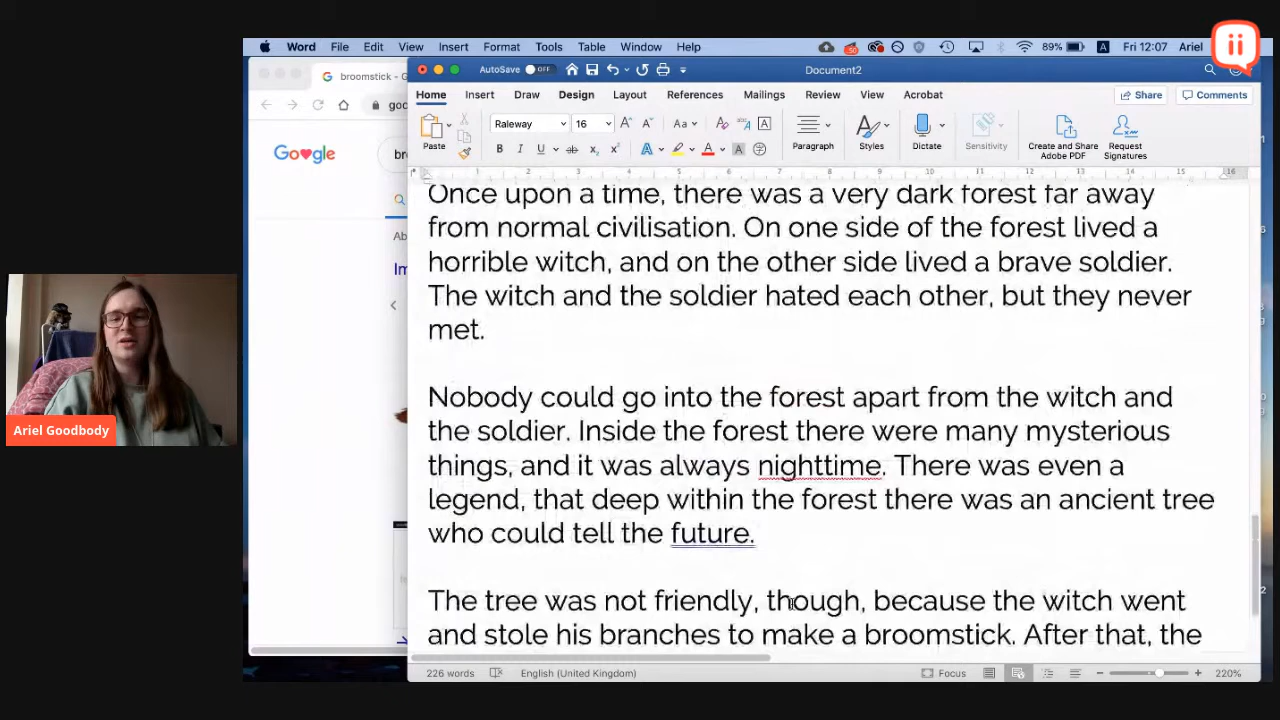 Word File Edit View Insert Format Tools Table Window Help
89% A Fri 12:07 Ariel
ii
broomstick - G
AutoSave OFF
Document2
Home Insert Draw Design Layout References Mailings Review View Acrobat
Share Comments
goo
Google
Raleway 16
Paste
Paragraph Styles Dictate Sensitivity
Create and Share Adobe PDF
Request Signatures
Once upon a time, there was a very dark forest far away
from normal civilisation. On one side of the forest lived a
horrible witch, and on the other side lived a brave soldier.
The witch and the soldier hated each other, but they never
met.
Nobody could go into the forest apart from the witch and
the soldier. Inside the forest there were many mysterious
things, and it was always nighttime. There was even a
legend, that deep within the forest there was an ancient tree
who could tell the future.
The tree was not friendly, though, because the witch went
and stole his branches to make a broomstick. After that, the
226 words English (United Kingdom) Focus 220%
Ariel Goodbody